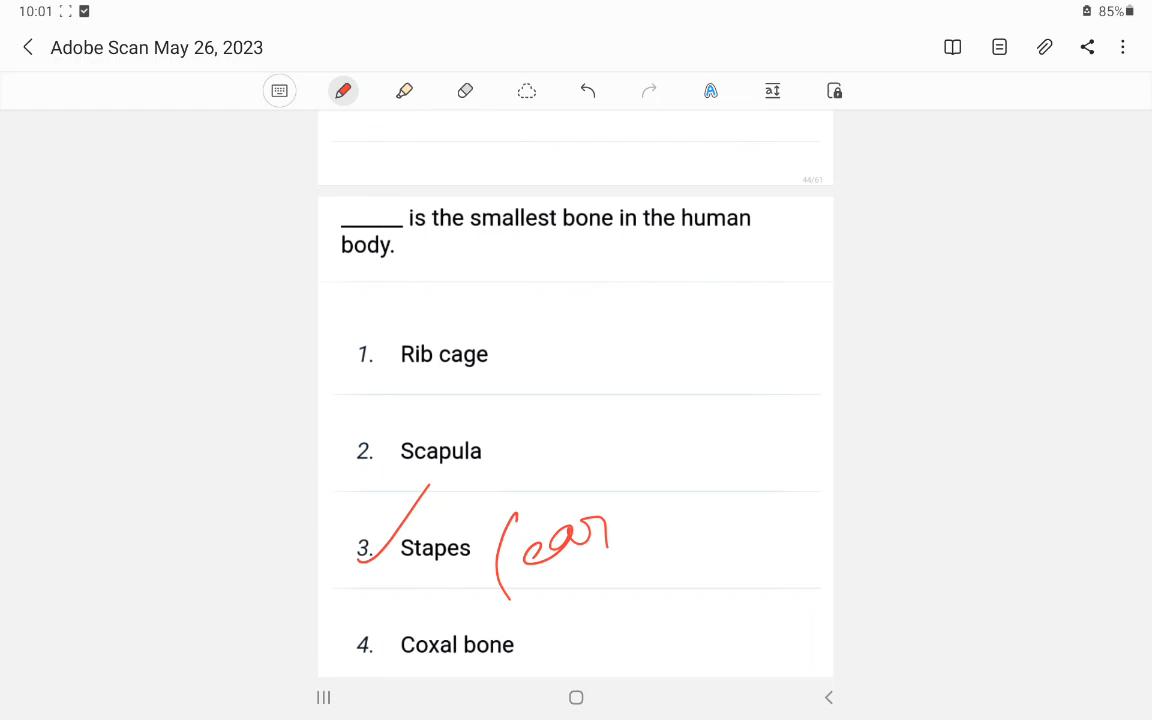 10:01 85%
Adobe Scan May 26, 2023
44/61
______ is the smallest bone in the human
body.
1. Rib cage
2. Scapula
3. Stapes (ear
4. Coxal bone